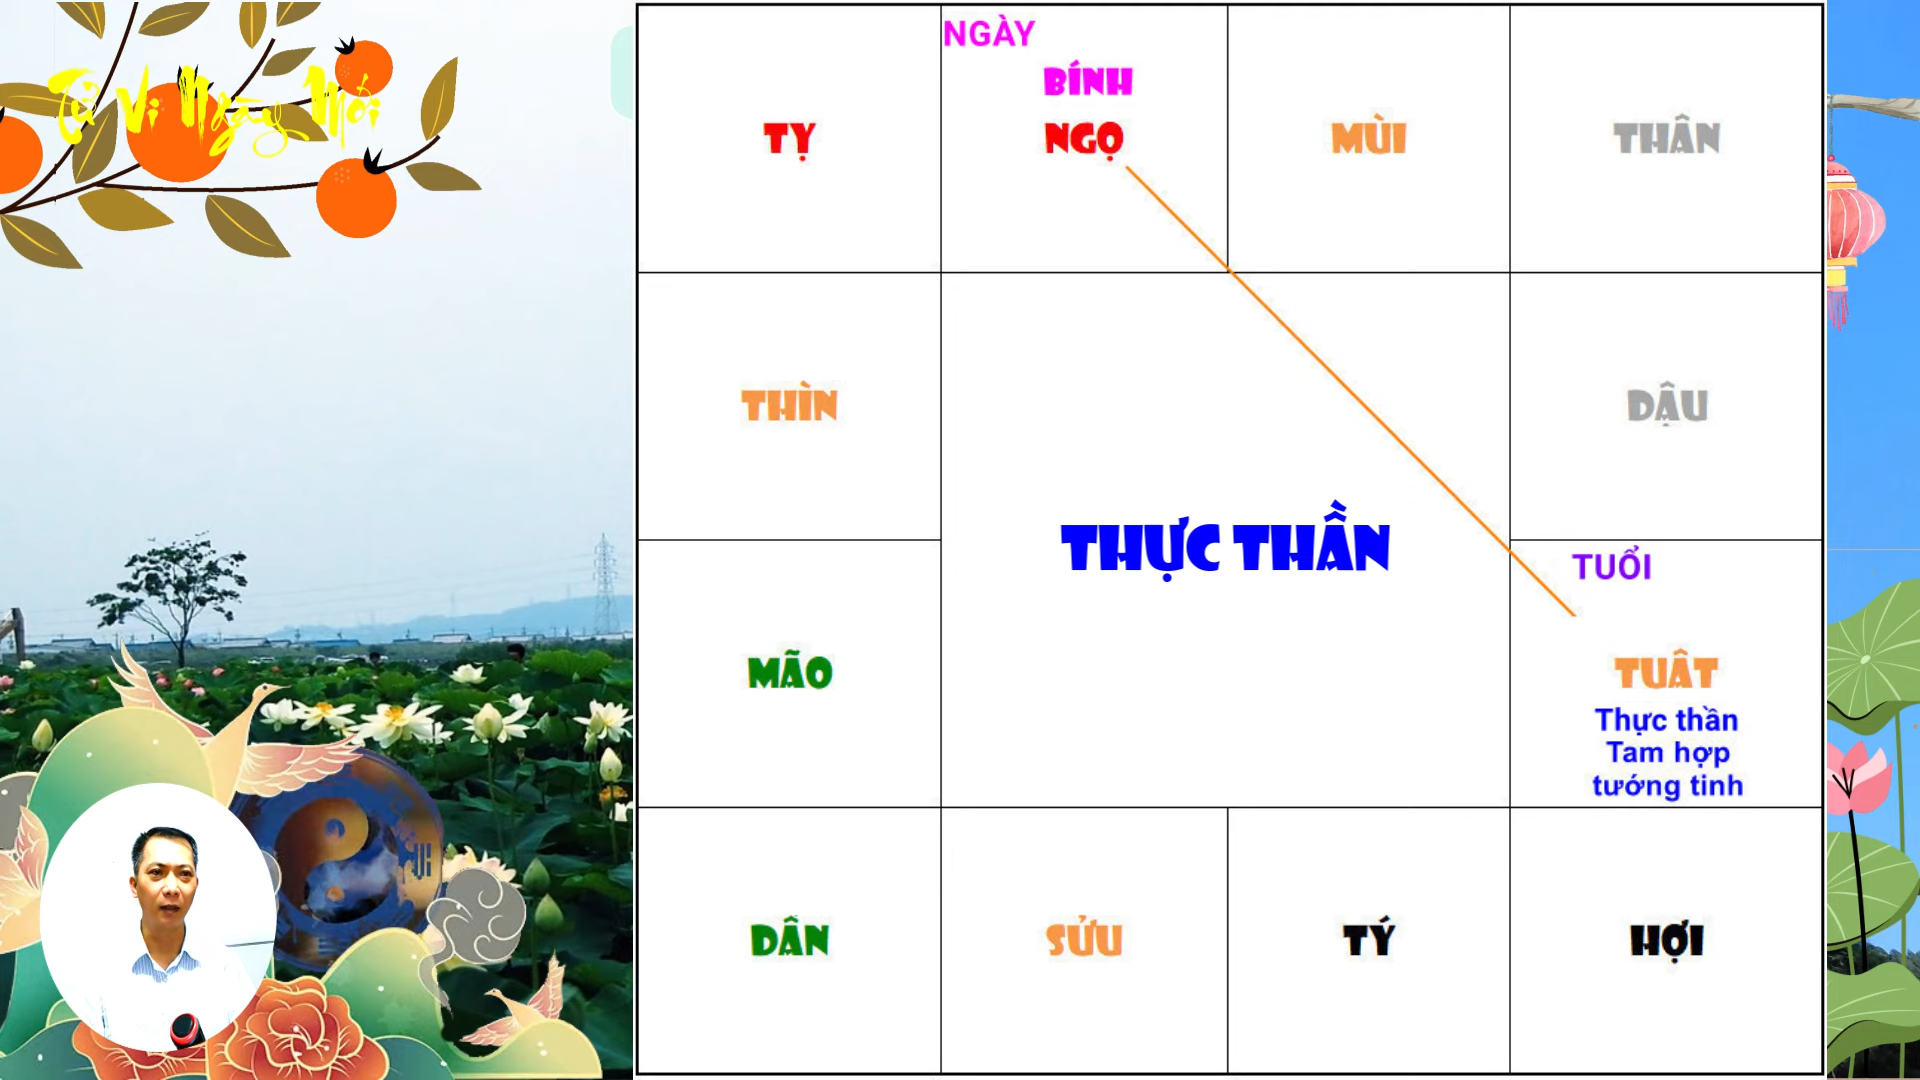 Tử Vi Ngày Mới
NGÀY
BÍNH
TỴ
NGỌ
MÙI
THÂN
THÌN
DẬU
THỰC THẦN
TUỔI
MÃO
TUẤT
Thực thần
Tam hợp
tướng tinh
DẦN
SỬU
TÝ
HỢI